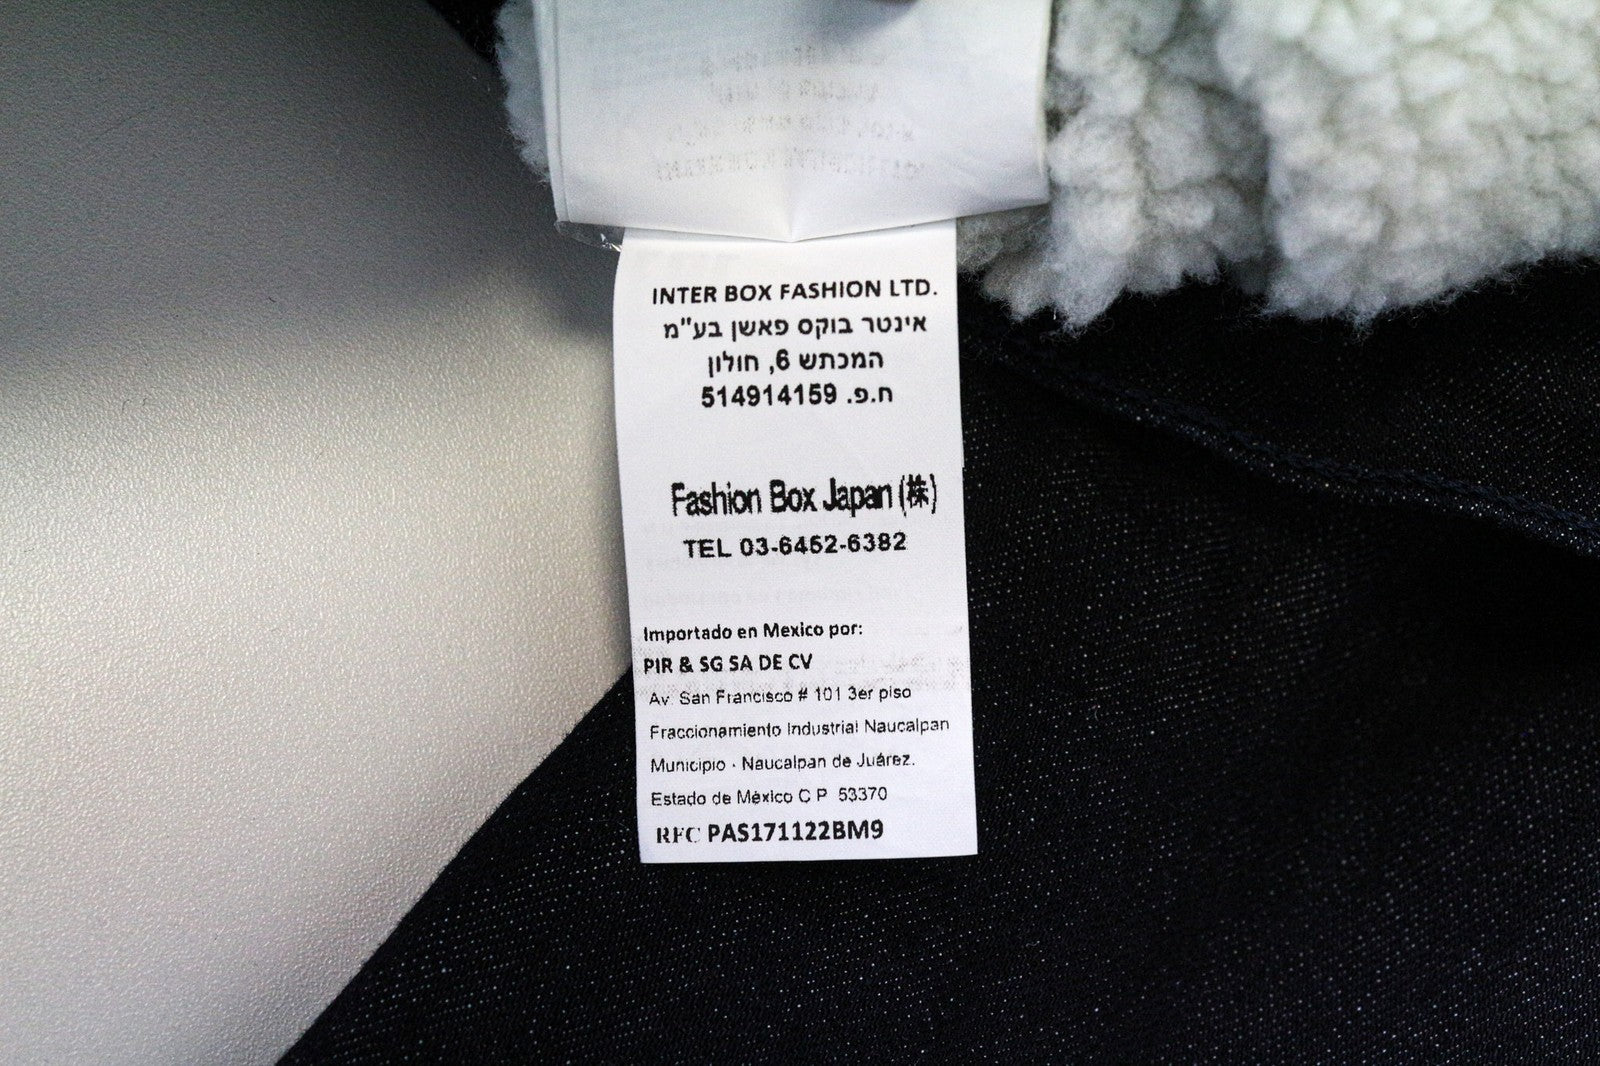 INTER BOX FASHION LTD.
אינטר בוקס פאשן בע"מ
המכתש 6, חולון
ח.פ. 514914159
Fashion Box Japan (株)
TEL 03-6452-6382
Importado en Mexico por:
PIR & SG SA DE CV
Av. San Francisco # 101 3er piso
Fraccionamiento Industrial Naucalpan
Municipio - Naucalpan de Juárez.
Estado de México C P 53370
RFC PAS171122BM9